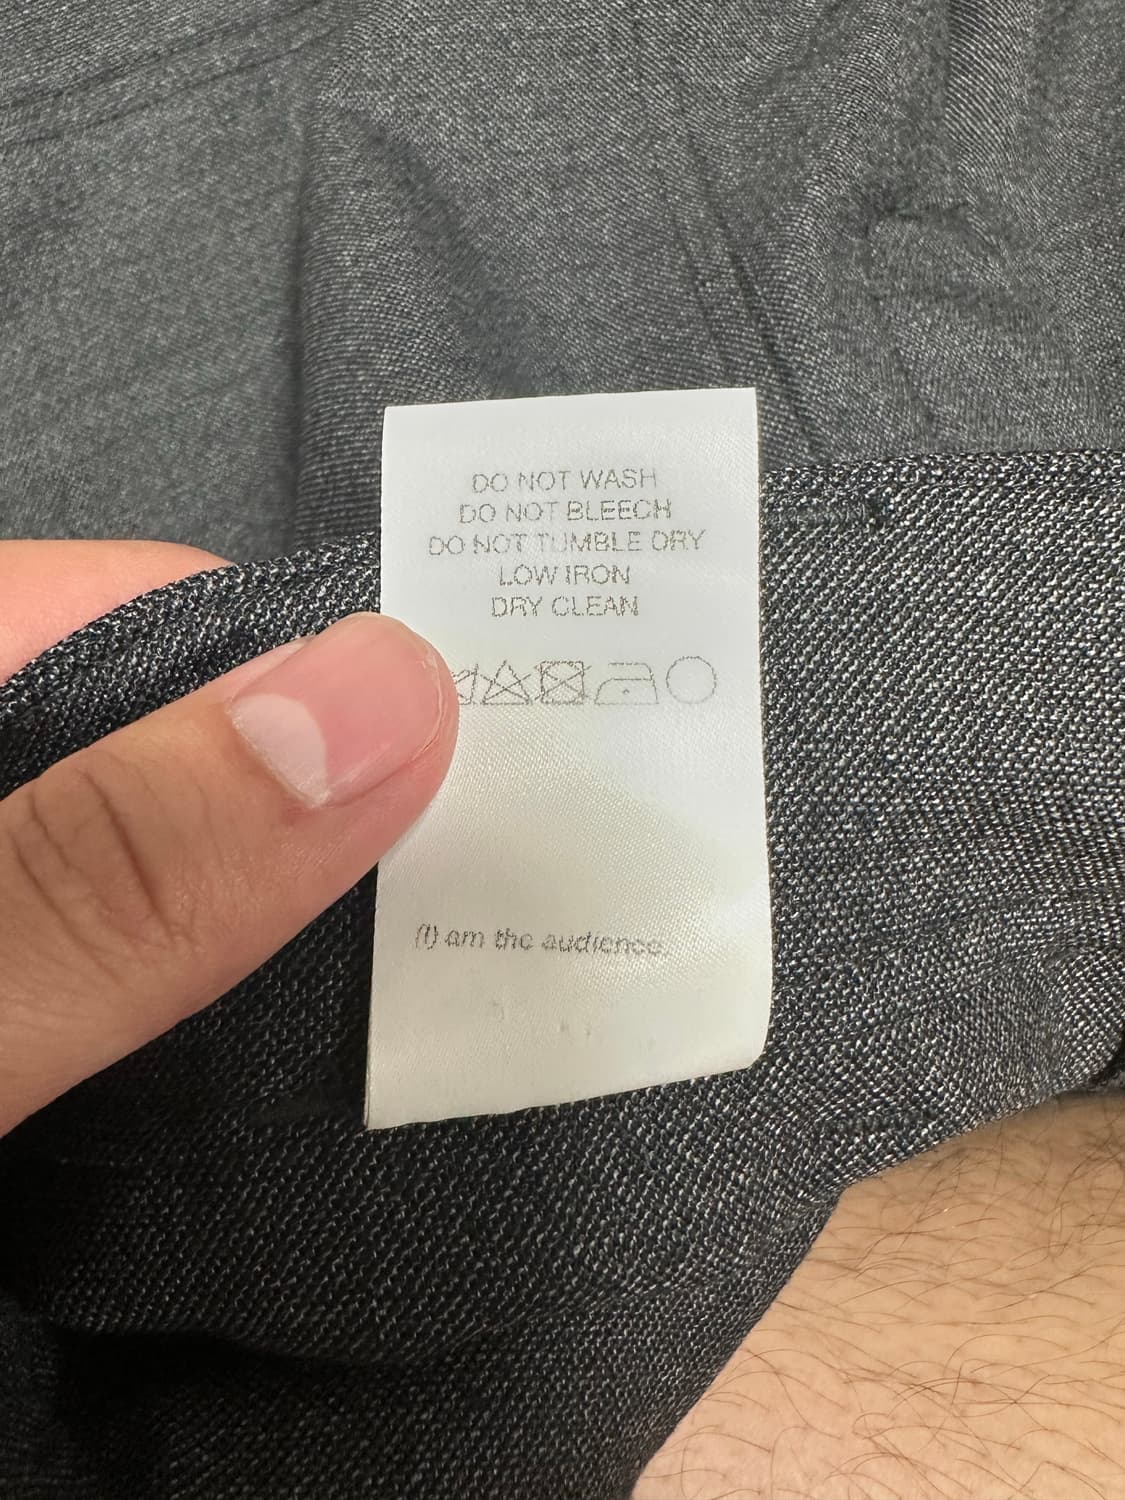 DO NOT WASH
DO NOT BLEECH
DO NOT TUMBLE DRY
LOW IRON
DRY CLEAN
(I) am the audience.